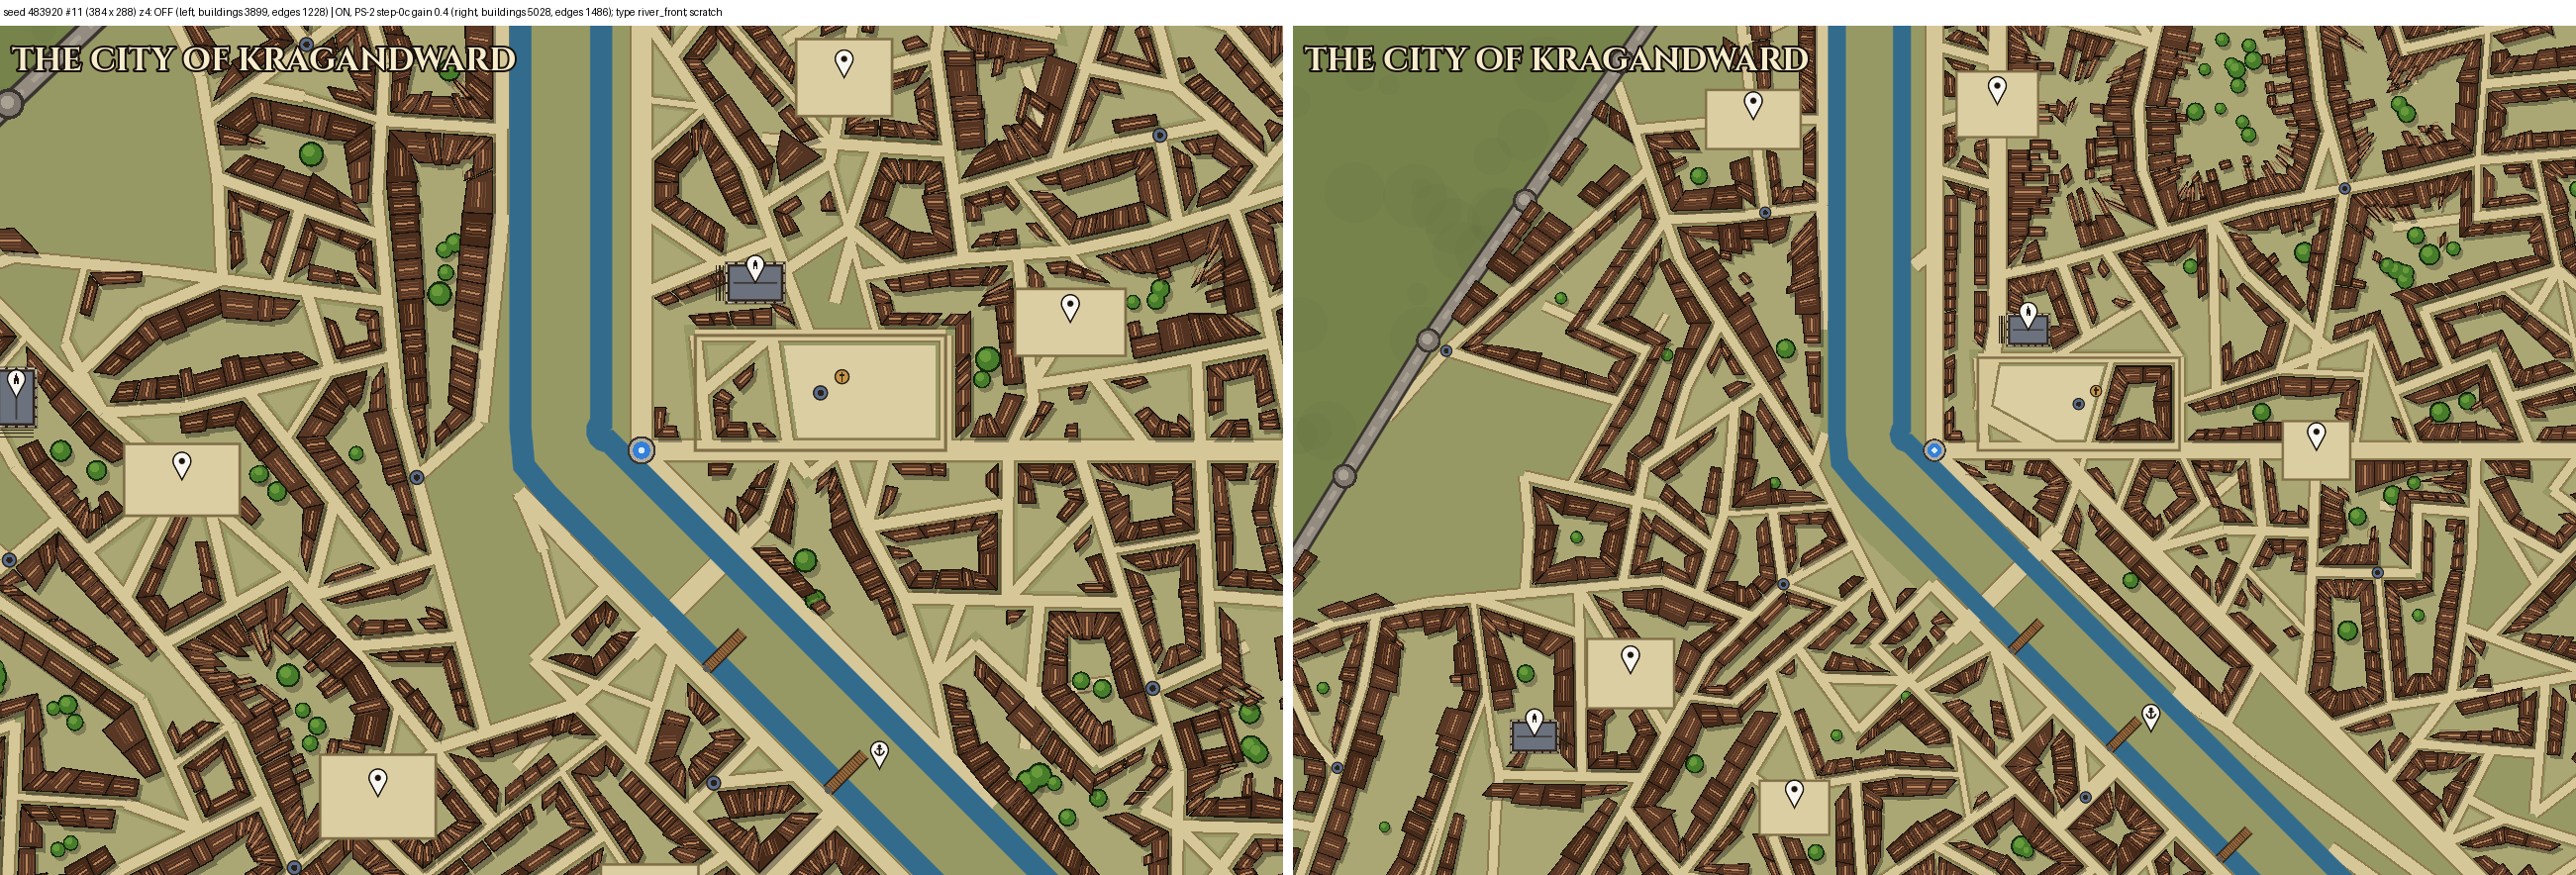 seed 483920 #11 (384 x 288) z4: OFF (left, buildings 3899, edges 1228) | ON, PS-2 step-0c gain 0.4 (right, buildings 5028, edges 1486); type river_front; scratch
THE CITY OF KRAGANDWARD
THE CITY OF KRAGANDWARD